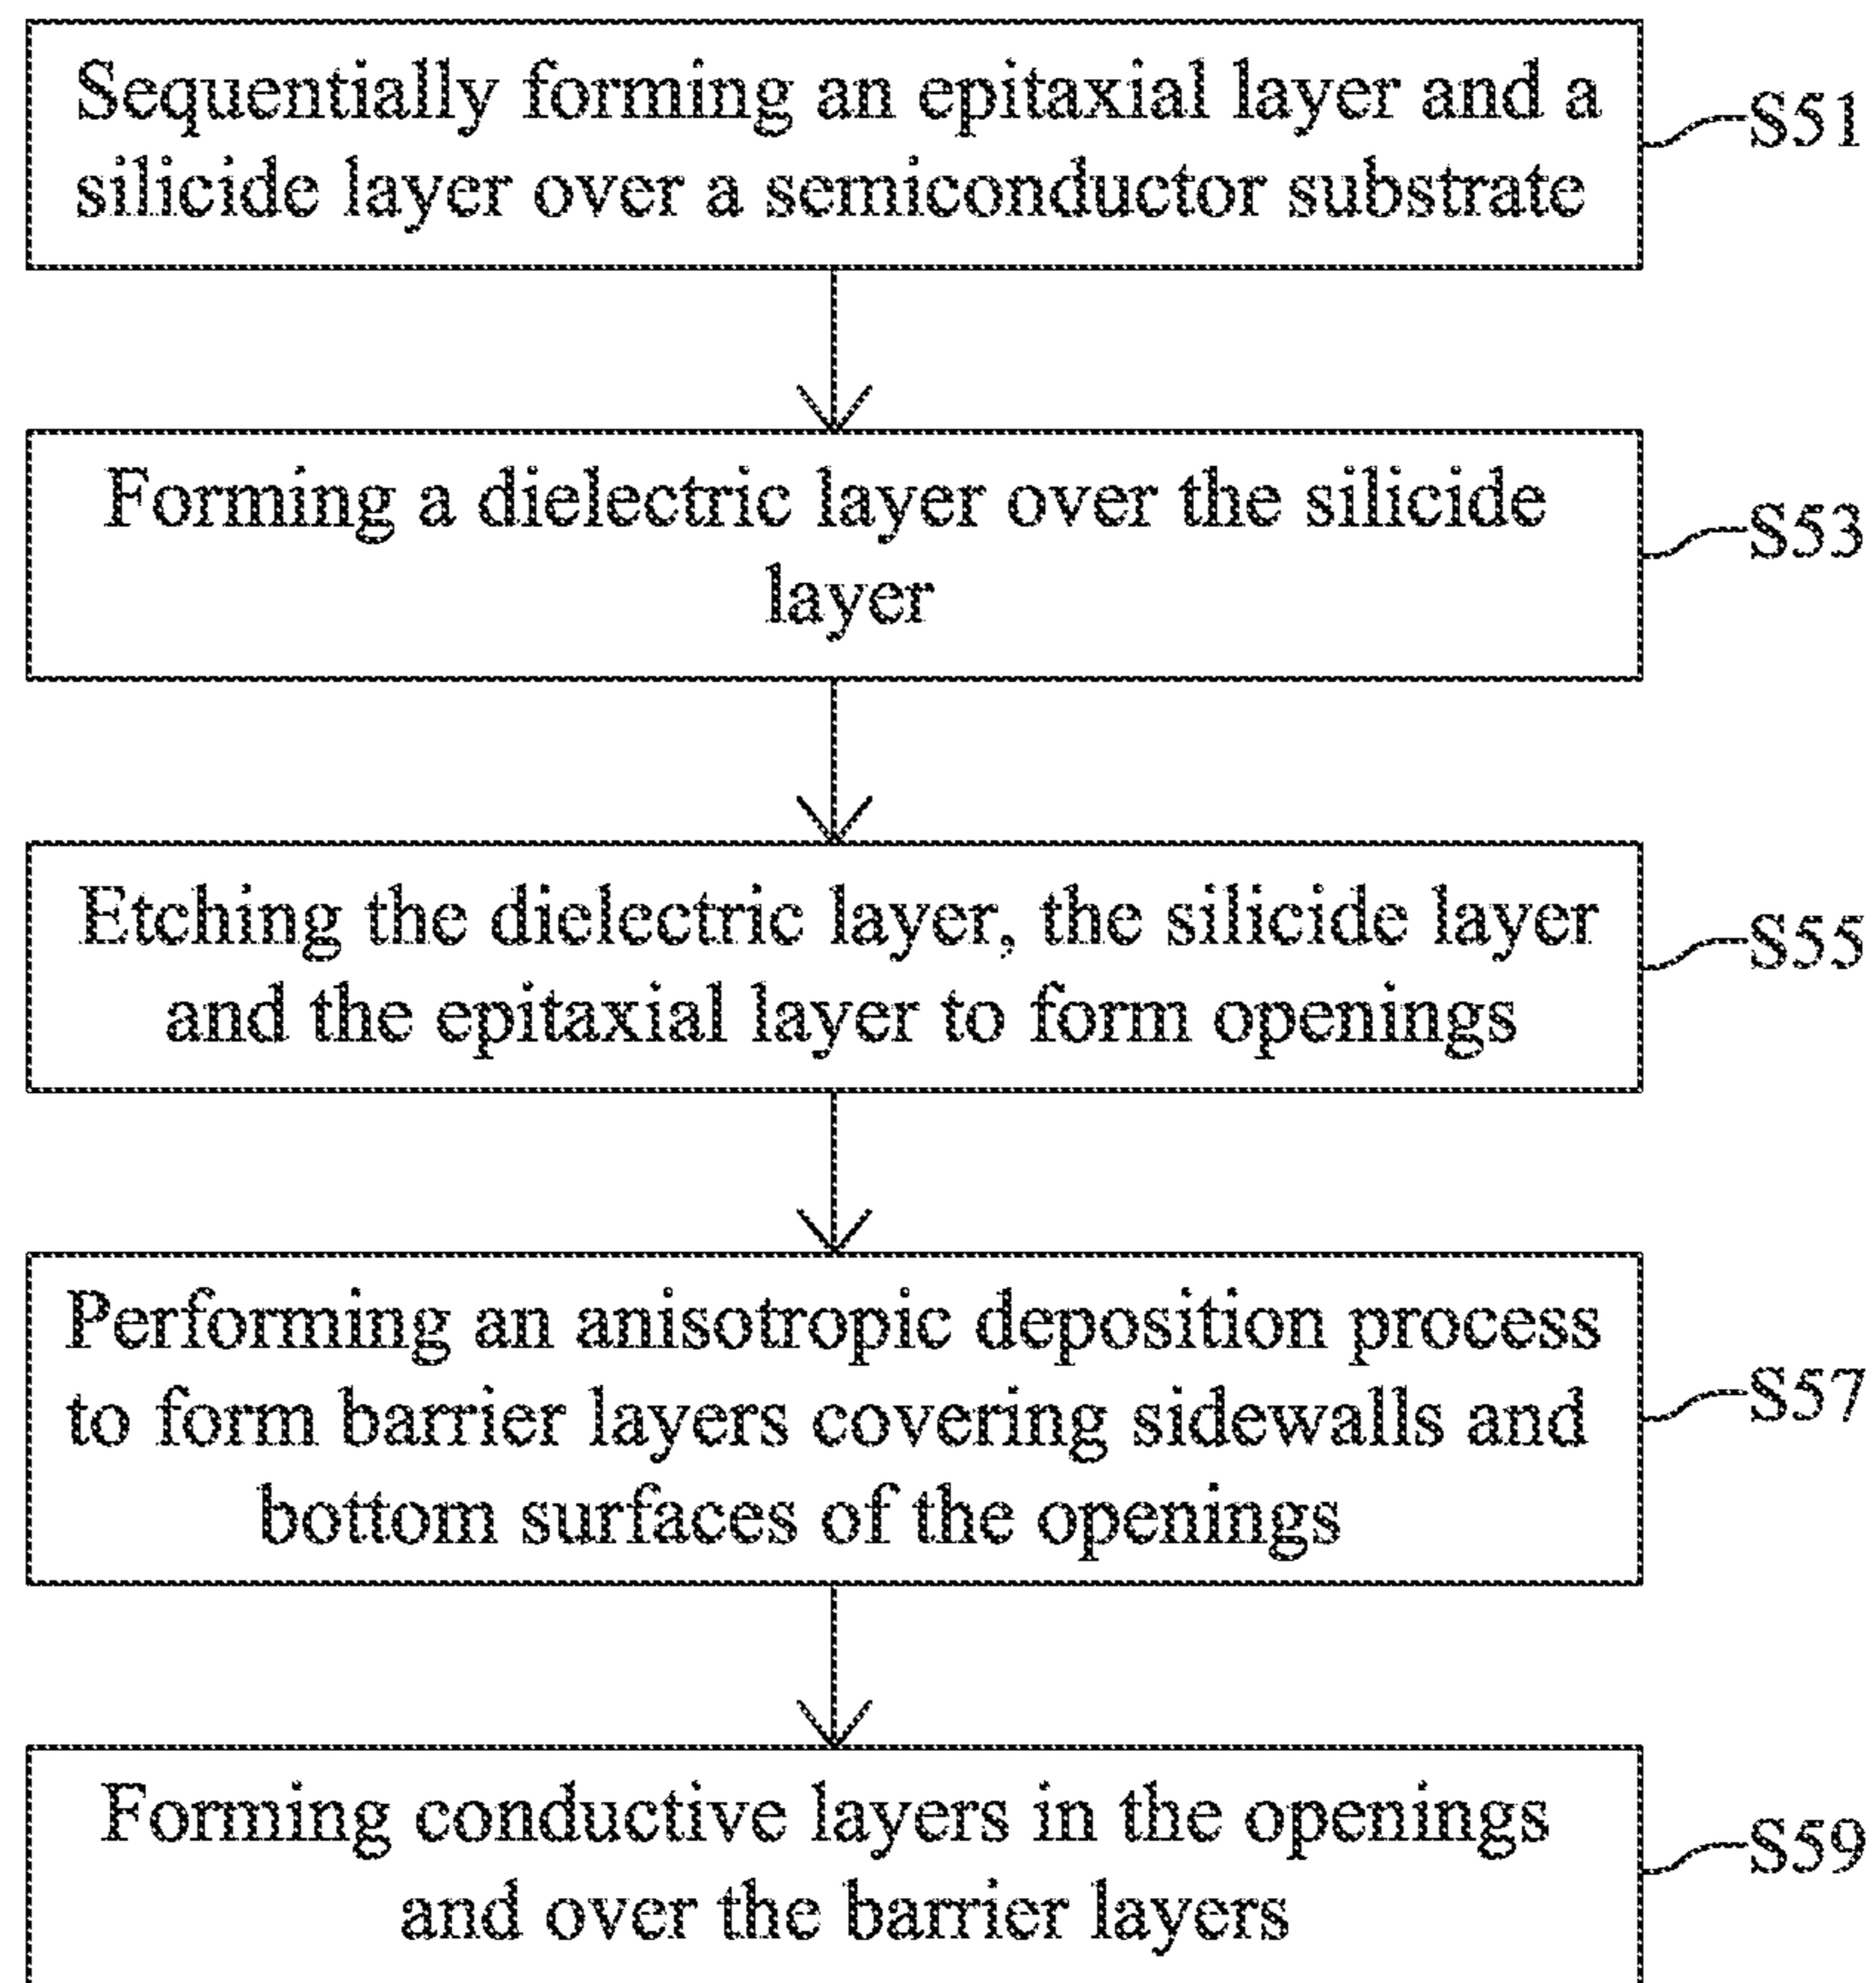 Sequentially forming an epitaxial layer and a
silicide layer over a semiconductor substrate
S51
Forming a dielectric layer over the silicide
layer
S53
Etching the dielectric layer, the silicide layer
and the epitaxial layer to form openings
S55
Performing an anisotropic deposition process
to form barrier layers covering sidewalls and
bottom surfaces of the openings
S57
Forming conductive layers in the openings
and over the barrier layers
S59